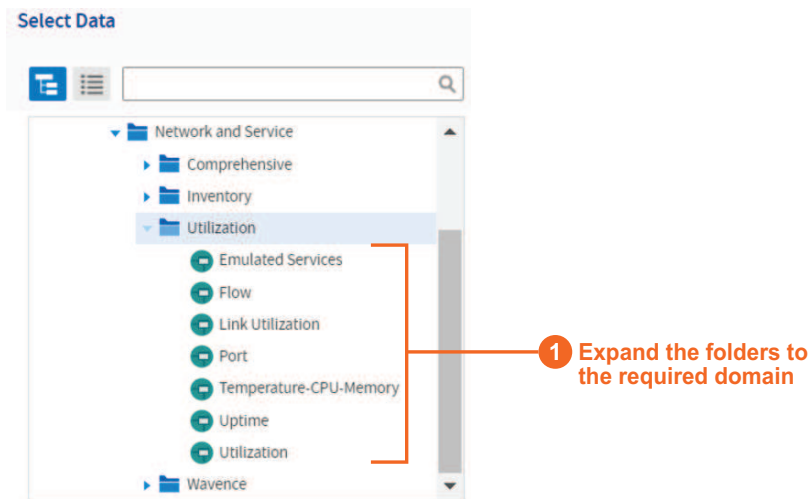 Select Data
Network and Service
Comprehensive
Inventory
Utilization
Emulated Services
Flow
Link Utilization
Port
Temperature-CPU-Memory
Uptime
Utilization
Wavence
1 Expand the folders to
the required domain